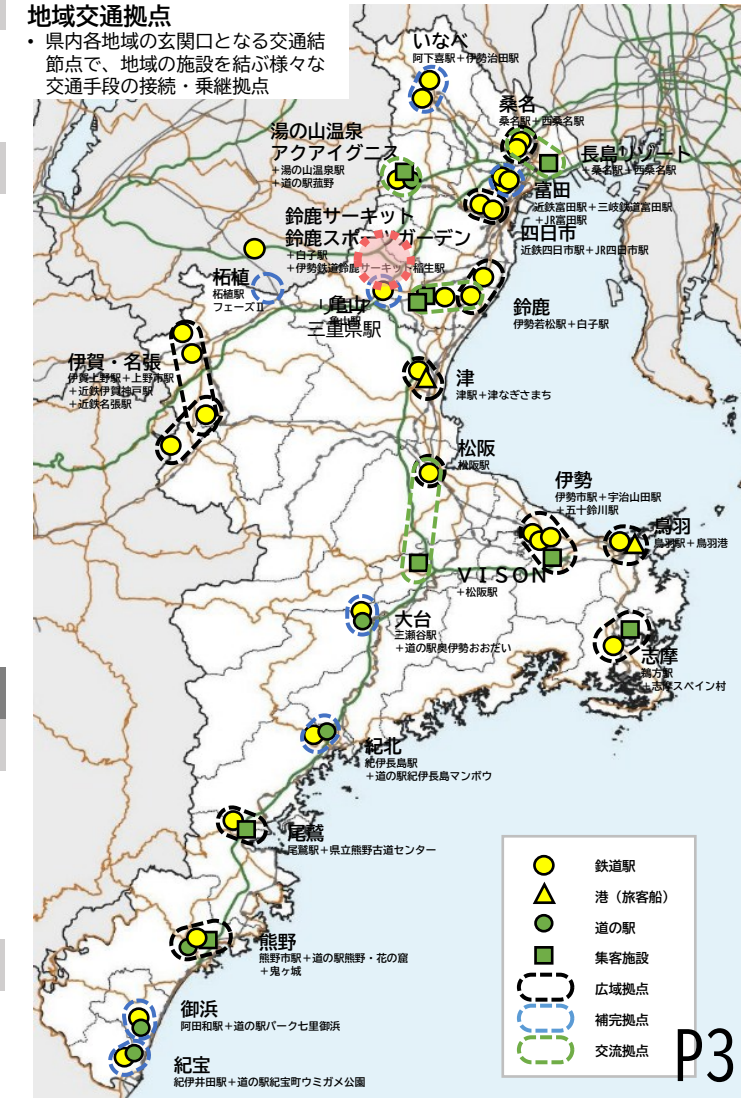 地域交通拠点
• 県内各地域の玄関口となる交通結
節点で、地域の施設を結ぶ様々な
交通手段の接続・乗継拠点
いなべ
阿下喜駅＋伊勢治田駅
桑名
桑名駅＋西桑名駅
湯の山温泉
アクアイグニス
＋湯の山温泉駅
＋道の駅菰野
長島リゾート
＋桑名駅＋西桑名駅
富田
近鉄富田駅＋三岐鉄道富田駅
＋JR富田駅
鈴鹿サーキット
鈴鹿スポーツガーデン
＋白子駅
＋伊勢鉄道鈴鹿サーキット稲生駅
四日市
近鉄四日市駅＋JR四日市駅
柘植
柘植駅
フェーズⅡ
亀山
亀山駅
三重県駅
鈴鹿
伊勢若松駅＋白子駅
伊賀・名張
伊賀上野駅＋上野市駅
＋近鉄伊賀神戸駅
＋近鉄名張駅
津
津駅＋津なぎさまち
松阪
松阪駅
伊勢
伊勢市駅＋宇治山田駅
＋五十鈴川駅
鳥羽
鳥羽駅＋鳥羽港
ＶＩＳＯＮ
＋松阪駅
大台
三瀬谷駅
＋道の駅奥伊勢おおだい
志摩
鵜方駅
＋志摩スペイン村
紀北
紀伊長島駅
＋道の駅紀伊長島マンボウ
尾鷲
尾鷲駅＋県立熊野古道センター
熊野
熊野市駅＋道の駅熊野・花の窟
＋鬼ヶ城
御浜
阿田和駅＋道の駅パーク七里御浜
紀宝
紀伊井田駅＋道の駅紀宝町ウミガメ公園
鉄道駅
港（旅客船）
道の駅
集客施設
広域拠点
補完拠点
交流拠点
P3